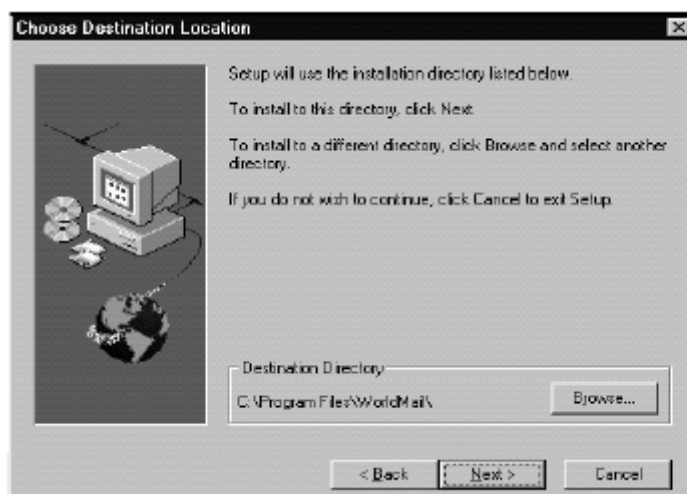 Choose Destination Location
Setup will use the installation directory listed below.
To install to this directory, click Next.
To install to a different directory, click Browse and select another
directory.
If you do not wish to continue, click Cancel to exit Setup.
Destination Directory
C:\Program Files\WorldMail\
Browse...
< Back
Next >
Cancel